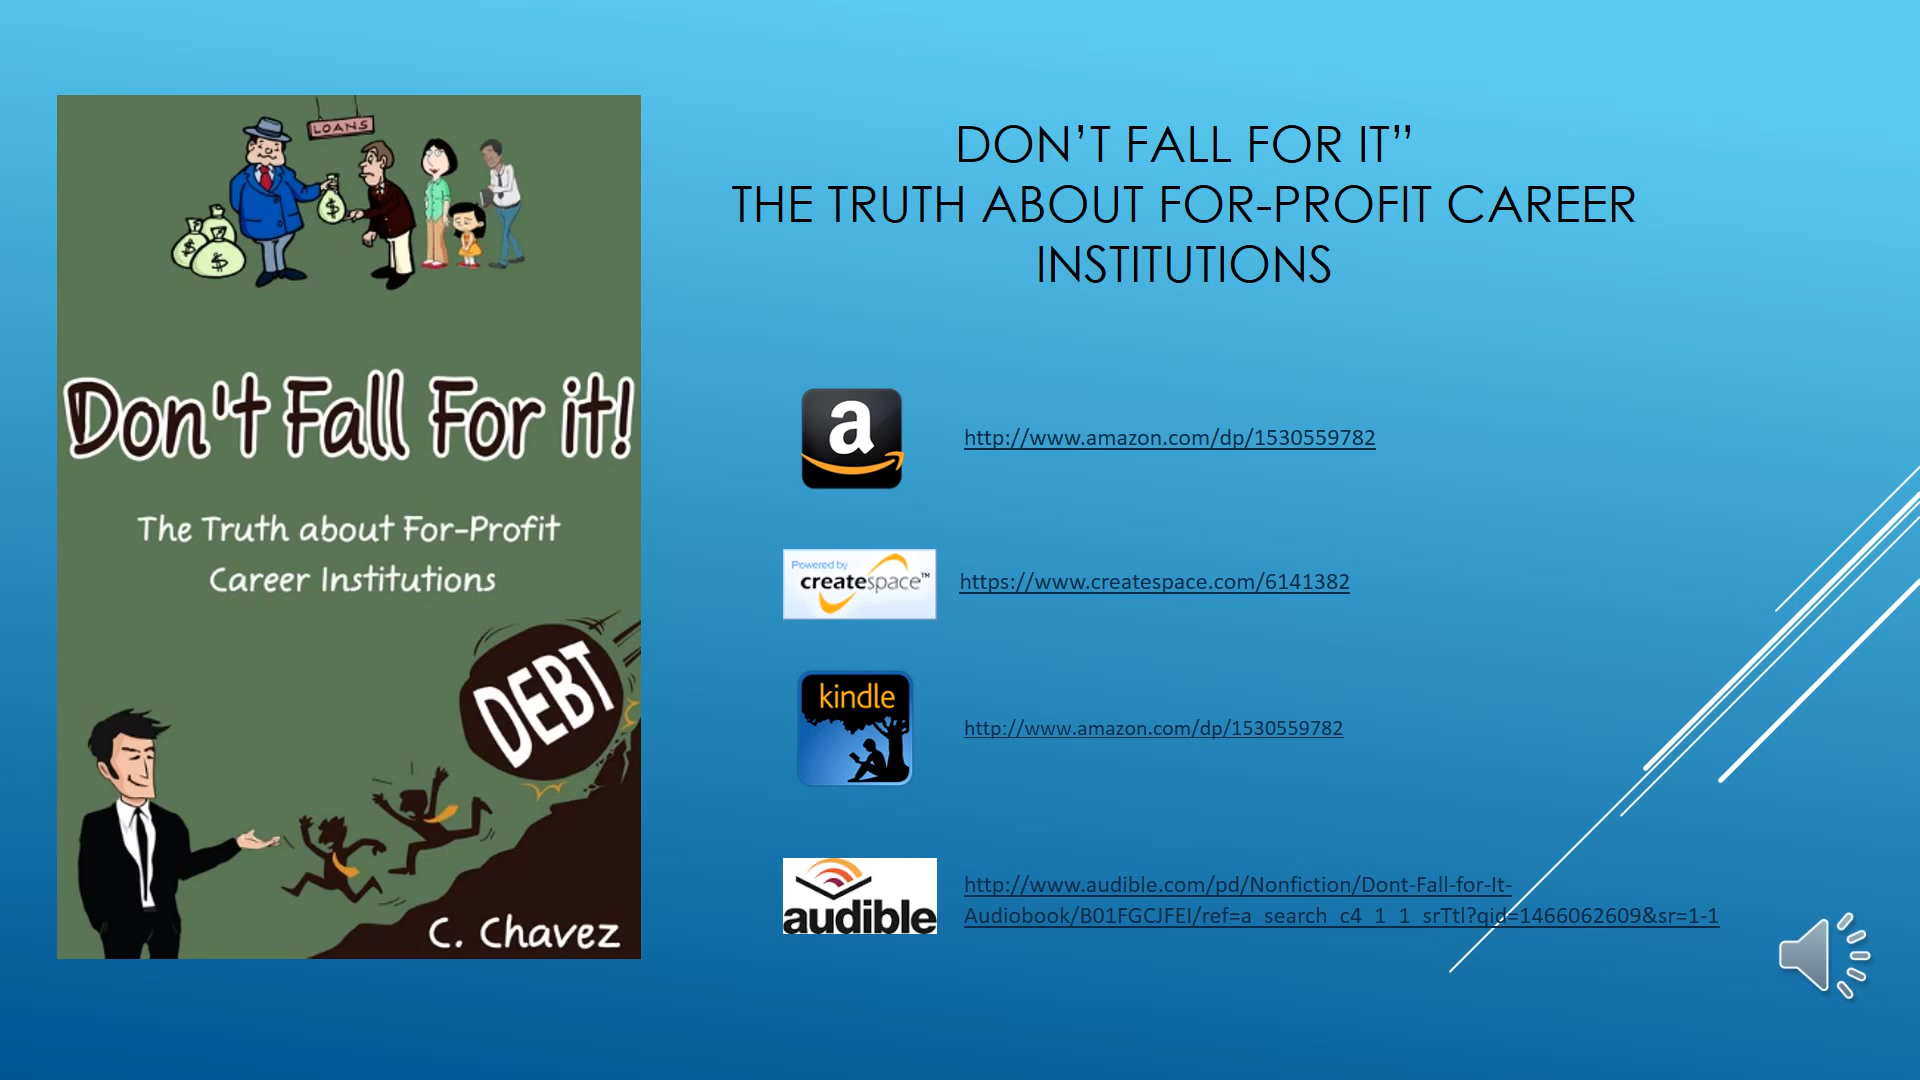 LOANS
Don't Fall For it!
The Truth about For-Profit
Career Institutions
DEBT
C. Chavez
DON’T FALL FOR IT”
THE TRUTH ABOUT FOR-PROFIT CAREER
INSTITUTIONS
a
http://www.amazon.com/dp/1530559782
Powered by
createspace™
https://www.createspace.com/6141382
kindle
http://www.amazon.com/dp/1530559782
audible
http://www.audible.com/pd/Nonfiction/Dont-Fall-for-It-
Audiobook/B01FGCJFEI/ref=a_search_c4_1_1_srTtl?qid=1466062609&sr=1-1